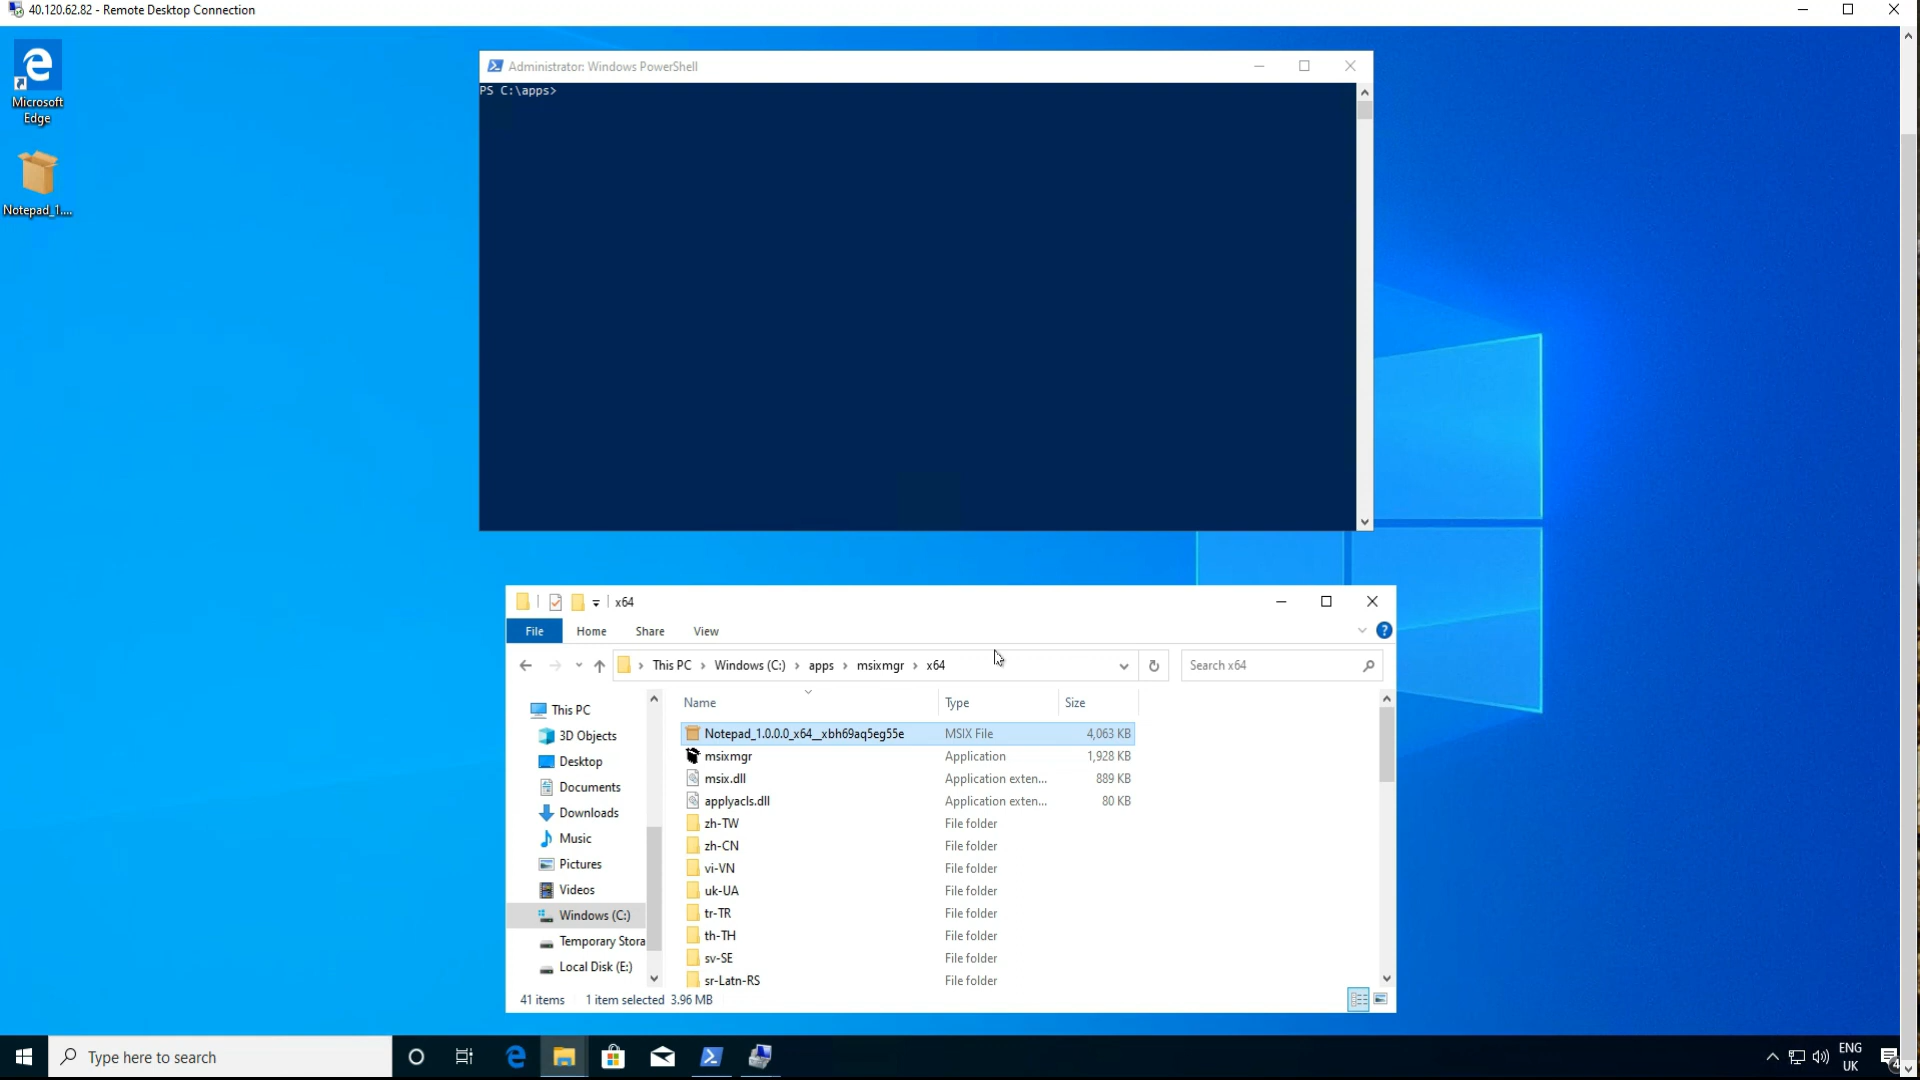 40.120.62.82 - Remote Desktop Connection
Microsoft
Edge
Notepad_1....
Administrator: Windows PowerShell
PS C:\apps>
x64
File Home Share View
This PC › Windows (C:) › apps › msixmgr › x64
Search x64
Name Type Size
Notepad_1.0.0.0_x64__xbh69aq5eg55e MSIX File 4,063 KB
msixmgr Application 1,928 KB
msix.dll Application exten... 889 KB
applyacls.dll Application exten... 80 KB
zh-TW File folder
zh-CN File folder
vi-VN File folder
uk-UA File folder
tr-TR File folder
th-TH File folder
sv-SE File folder
sr-Latn-RS File folder
This PC
3D Objects
Desktop
Documents
Downloads
Music
Pictures
Videos
Windows (C:)
Temporary Stora
Local Disk (E:)
41 items 1 item selected 3.96 MB
Type here to search
ENG
UK
4